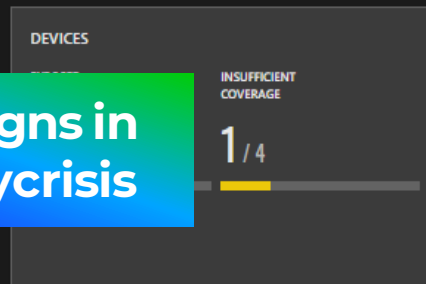 DEVICES
INSUFFICIENT
COVERAGE
1 / 4
gns in
ycrisis